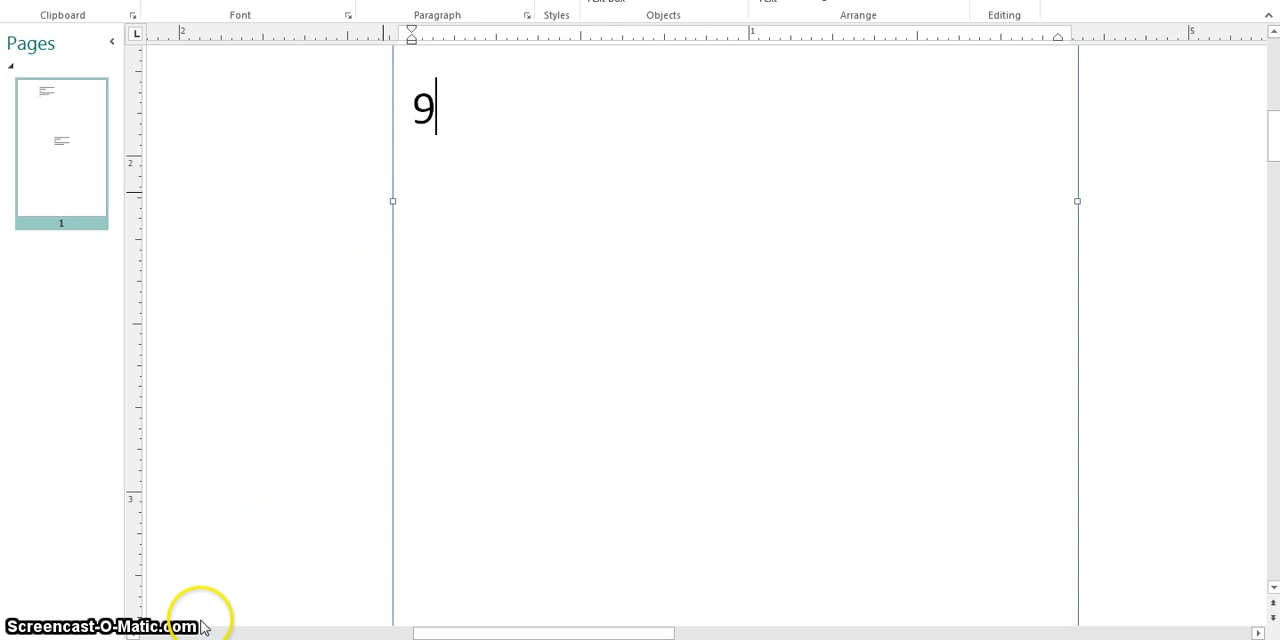 Clipboard Font Paragraph Styles Objects Arrange Editing
Pages
2 1 5
9
1
2
3
Screencast-O-Matic.com